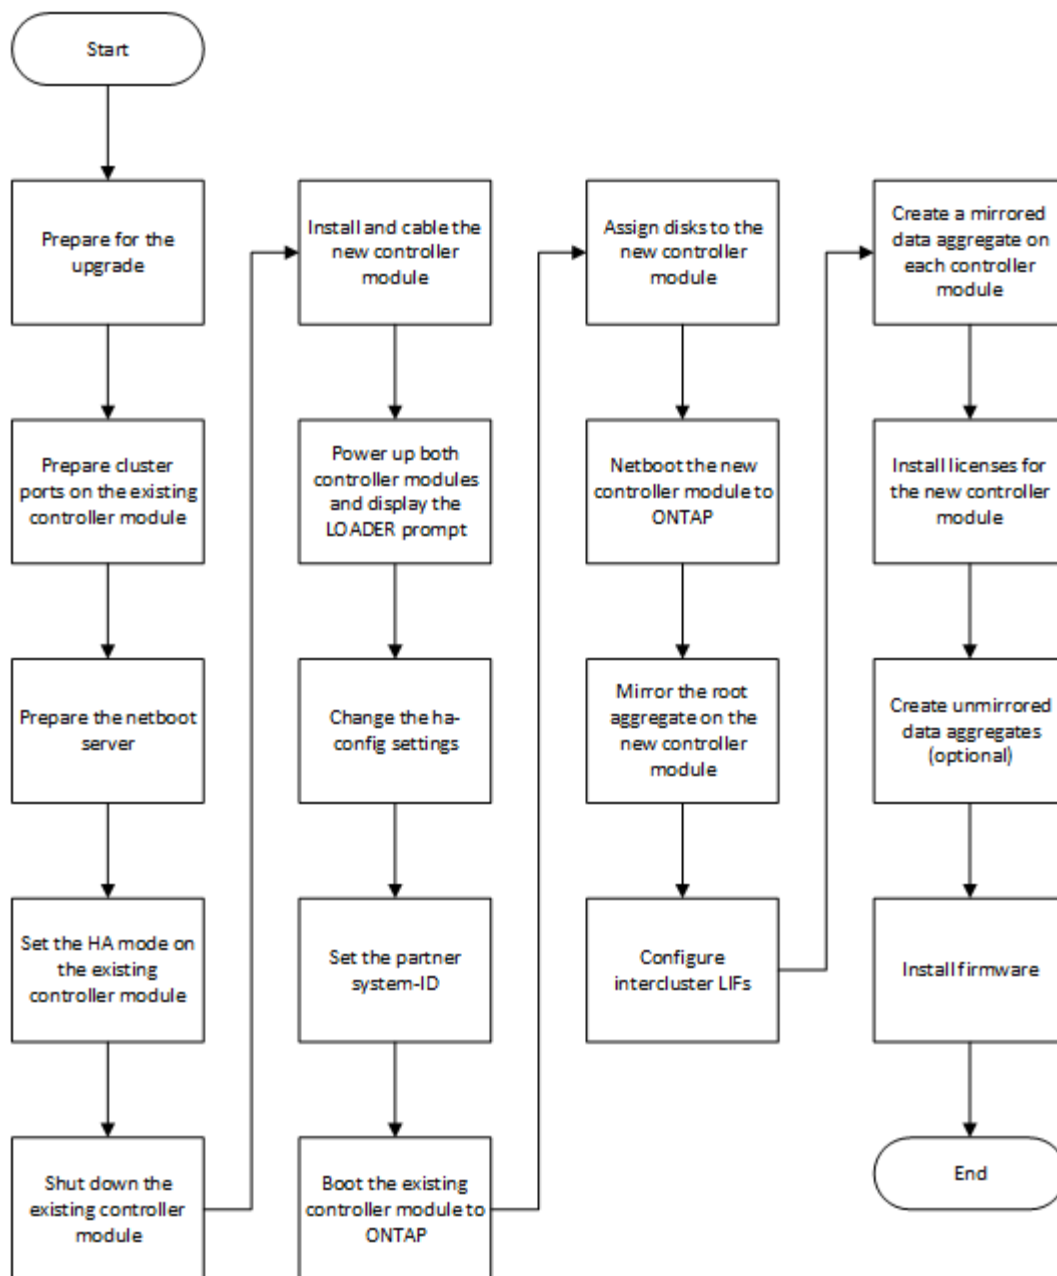 Start
Prepare for the
upgrade
Prepare cluster
ports on the existing
controller module
Prepare the netboot
server
Set the HA mode on
the existing
controller module
Shut down the
existing controller
module
Install and cable the
new controller
module
Power up both
controller modules
and display the
LOADER prompt
Change the ha-
config settings
Set the partner
system-ID
Boot the existing
controller module to
ONTAP
Assign disks to the
new controller
module
Netboot the new
controller module to
ONTAP
Mirror the root
aggregate on the
new controller
module
Configure
intercluster LIFs
Create a mirrored
data aggregate on
each controller
module
Install licenses for
the new controller
module
Create unmirrored
data aggregates
(optional)
Install firmware
End